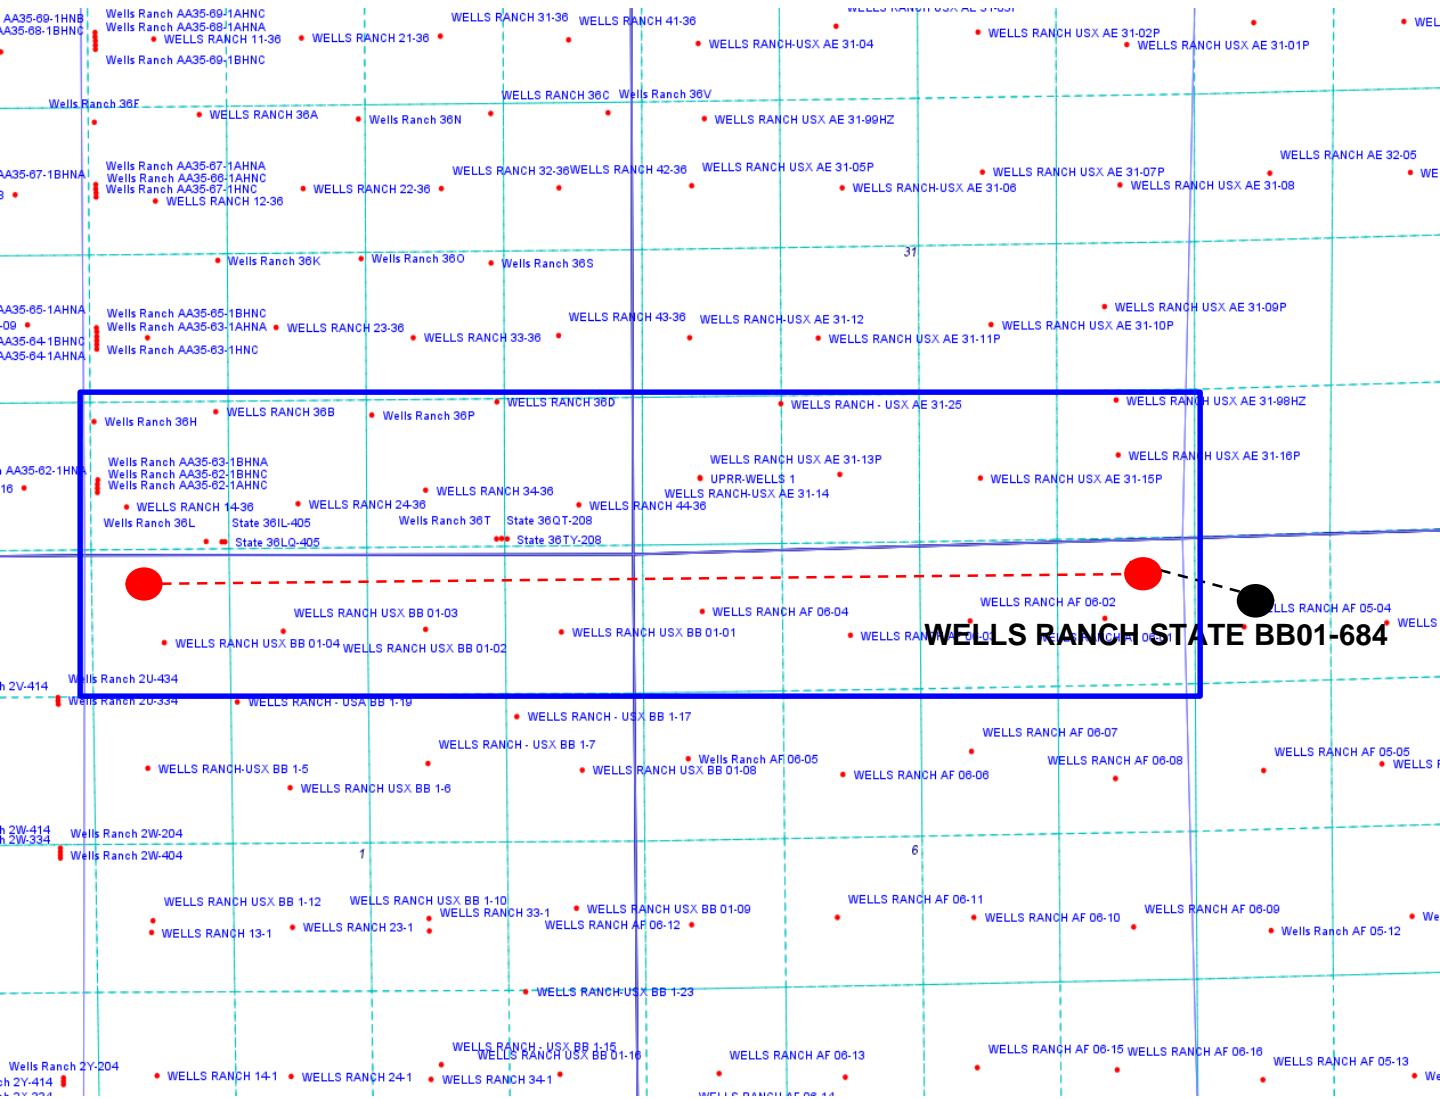 AA35-69-1HNB
Wells Ranch AA35-69-1AHNC
AA35-68-1BHNC
Wells Ranch AA35-68-1AHNA
WELLS RANCH 11-36
WELLS RANCH 21-36
WELLS RANCH 31-36
WELLS RANCH 41-36
WELLS RANCH-USX AE 31-04
WELLS RANCH USX AE 31-02P
WELLS RANCH USX AE 31-01P
WEL
Wells Ranch AA35-69-1BHNC
Wells Ranch 36F
WELLS RANCH 36A
Wells Ranch 36N
WELLS RANCH 36C
Wells Ranch 36V
WELLS RANCH USX AE 31-99HZ
AA35-67-1BHNA
Wells Ranch AA35-67-1AHNA
Wells Ranch AA35-66-1AHNC
Wells Ranch AA35-67-1HNC
WELLS RANCH 12-36
WELLS RANCH 22-36
WELLS RANCH 32-36
WELLS RANCH 42-36
WELLS RANCH USX AE 31-05P
WELLS RANCH-USX AE 31-06
WELLS RANCH USX AE 31-07P
WELLS RANCH USX AE 31-08
AE 32-05
WE
31
Wells Ranch 36K
Wells Ranch 36O
Wells Ranch 36S
AA35-65-1AHNA
-09
AA35-64-1BHNC
AA35-64-1AHNA
Wells Ranch AA35-65-1BHNC
Wells Ranch AA35-63-1AHNA
Wells Ranch AA35-63-1HNC
WELLS RANCH 23-36
WELLS RANCH 33-36
WELLS RANCH 43-36
WELLS RANCH-USX AE 31-12
WELLS RANCH USX AE 31-11P
WELLS RANCH USX AE 31-10P
WELLS RANCH USX AE 31-09P
Wells Ranch 36H
WELLS RANCH 36B
Wells Ranch 36P
WELLS RANCH 36D
WELLS RANCH - USX AE 31-25
WELLS RANCH USX AE 31-98HZ
AA35-62-1HNA
16
Wells Ranch AA35-63-1BHNA
Wells Ranch AA35-62-1BHNC
Wells Ranch AA35-62-1AHNC
WELLS RANCH 14-36
WELLS RANCH 24-36
WELLS RANCH 34-36
WELLS RANCH 44-36
WELLS RANCH USX AE 31-13P
UPRR-WELLS 1
WELLS RANCH-USX AE 31-14
WELLS RANCH USX AE 31-15P
WELLS RANCH USX AE 31-16P
Wells Ranch 36L
State 36IL-405
State 36LQ-405
Wells Ranch 36T
State 36QT-208
State 36TY-208
WELLS RANCH USX BB 01-03
WELLS RANCH USX BB 01-04
WELLS RANCH USX BB 01-02
WELLS RANCH USX BB 01-01
WELLS RANCH AF 06-04
WELLS RANCH AF 06-02
ELLS RANCH AF 05-04
WELLS
WELLS RANCH STATE BB01-684
h 2V-414
Wells Ranch 2U-434
Wells Ranch 2U-334
WELLS RANCH - USA BB 1-19
WELLS RANCH - USX BB 1-17
WELLS RANCH - USX BB 1-7
WELLS RANCH-USX BB 1-5
WELLS RANCH USX BB 1-6
WELLS RANCH USX BB 01-08
Wells Ranch AF 06-05
WELLS RANCH AF 06-06
WELLS RANCH AF 06-07
WELLS RANCH AF 06-08
WELLS RANCH AF 05-05
WELLS F
h 2W-414
h 2W-334
Wells Ranch 2W-204
Wells Ranch 2W-404
1
6
WELLS RANCH USX BB 1-12
WELLS RANCH 13-1
WELLS RANCH 23-1
WELLS RANCH USX BB 1-10
WELLS RANCH 33-1
WELLS RANCH USX BB 01-09
WELLS RANCH AF 06-12
WELLS RANCH AF 06-11
WELLS RANCH AF 06-10
WELLS RANCH AF 06-09
Wells Ranch AF 05-12
We
WELLS RANCH-USX BB 1-23
Wells Ranch 2Y-204
ch 2Y-414
WELLS RANCH 14-1
WELLS RANCH 24-1
WELLS RANCH - USX BB 1-15
WELLS RANCH USX BB 01-16
WELLS RANCH 34-1
WELLS RANCH AF 06-13
WELLS RANCH AF 06-15
WELLS RANCH AF 06-16
WELLS RANCH AF 05-13
We